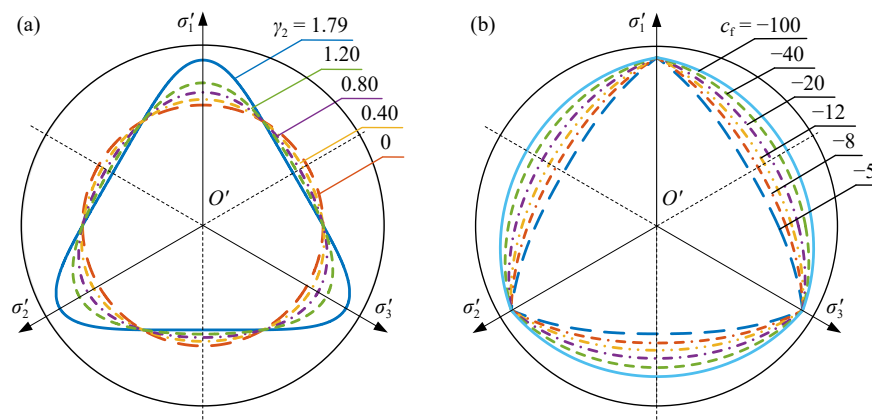 (a)
σ′₁
γ₂ = 1.79
1.20
0.80
0.40
0
O′
σ′₂
σ′₃
(b)
σ′₁
c_f = −100
−40
−20
−12
−8
−5
O′
σ′₂
σ′₃